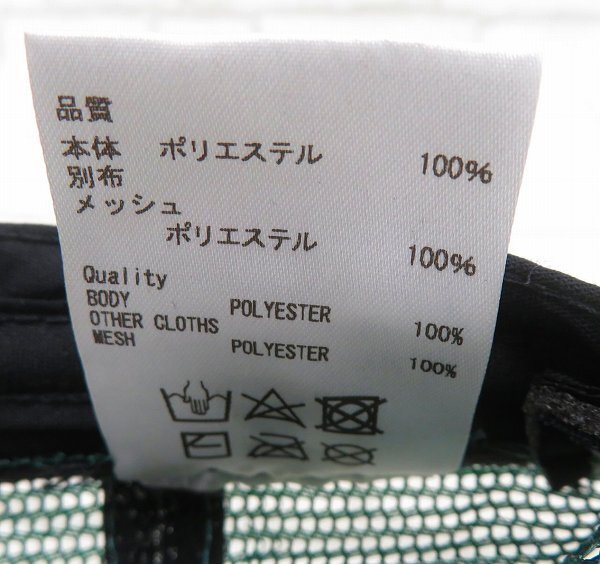 品質
本体 ポリエステル 100%
別布
メッシュ
ポリエステル 100%
Quality
BODY POLYESTER 100%
OTHER CLOTHS
MESH POLYESTER 100%